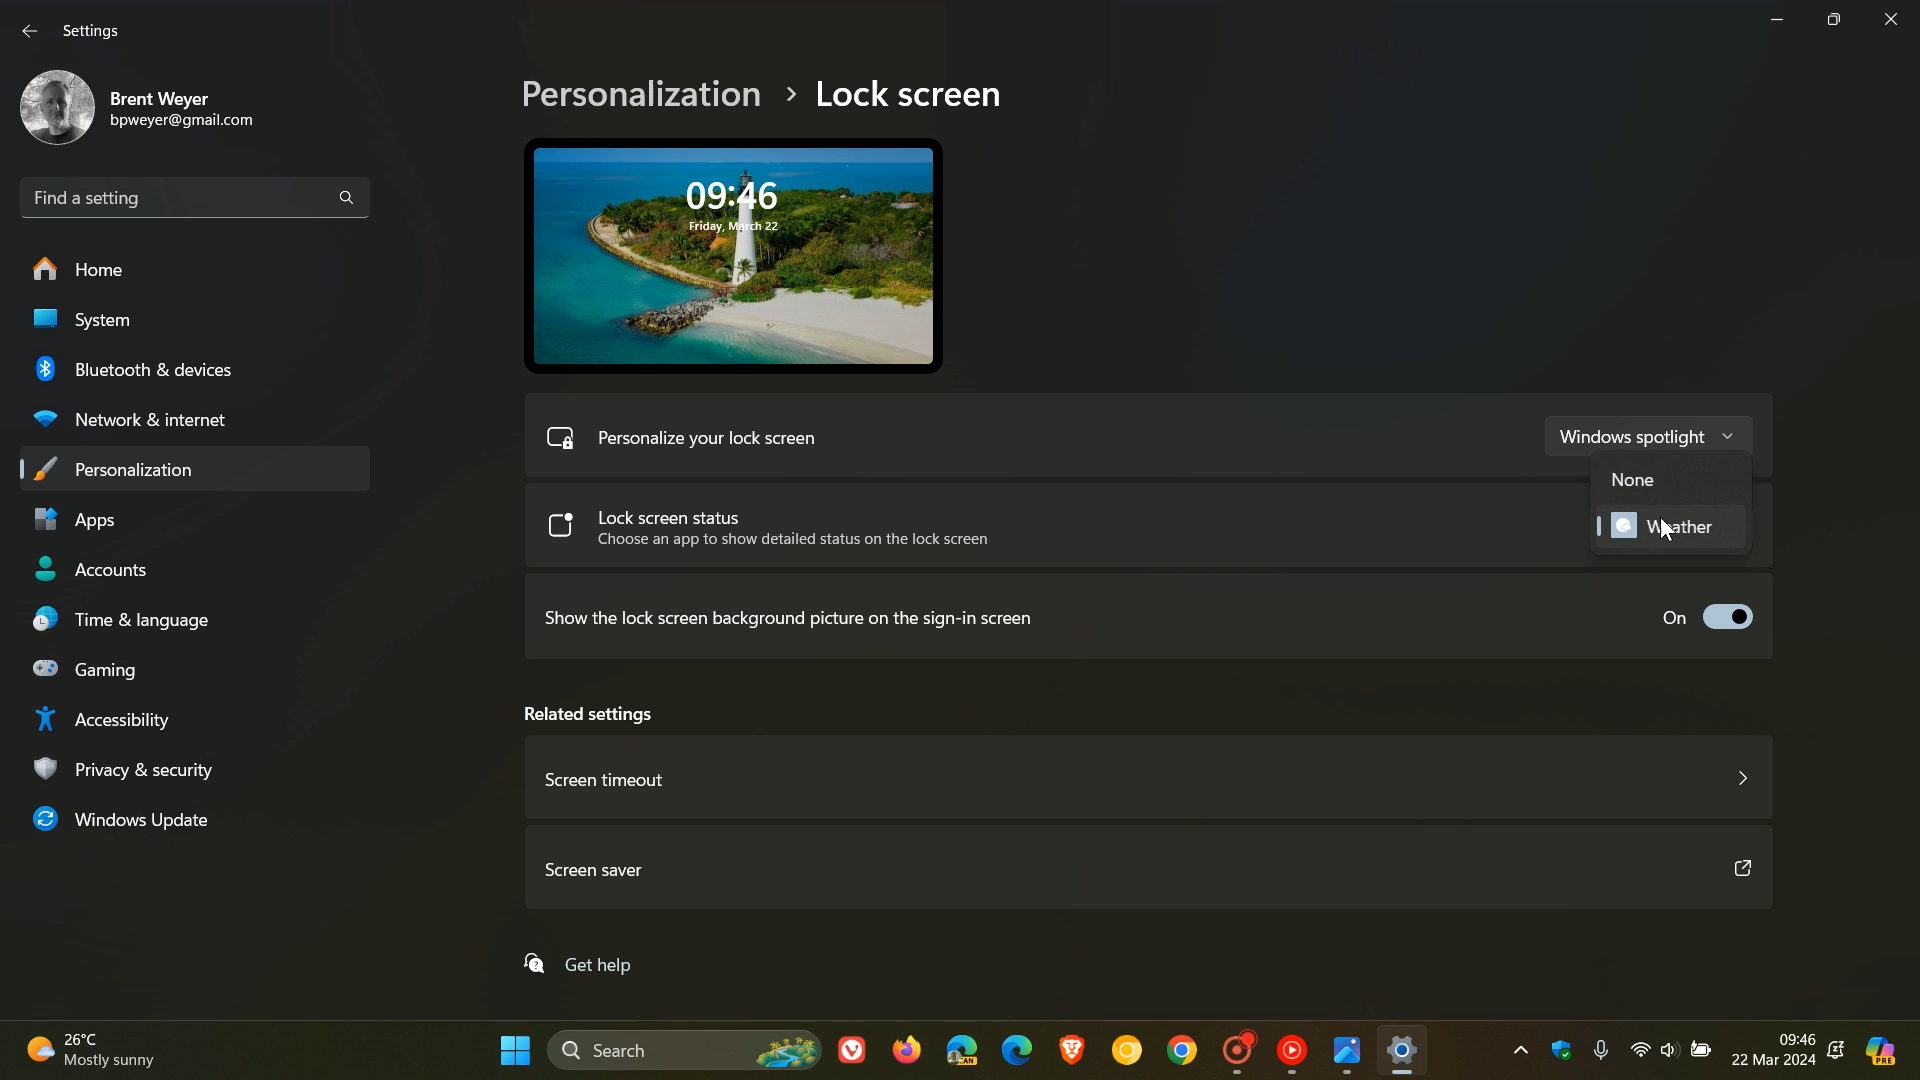 Settings
Brent Weyer
bpweyer@gmail.com
Find a setting
Home
System
Bluetooth & devices
Network & internet
Personalization
Apps
Accounts
Time & language
Gaming
Accessibility
Privacy & security
Windows Update
Personalization > Lock screen
09:46
Friday, March 22
Personalize your lock screen
Windows spotlight
None
Weather
Lock screen status
Choose an app to show detailed status on the lock screen
Show the lock screen background picture on the sign-in screen
On
Related settings
Screen timeout
Screen saver
Get help
26°C
Mostly sunny
Search
CAN
09:46
22 Mar 2024
PRE